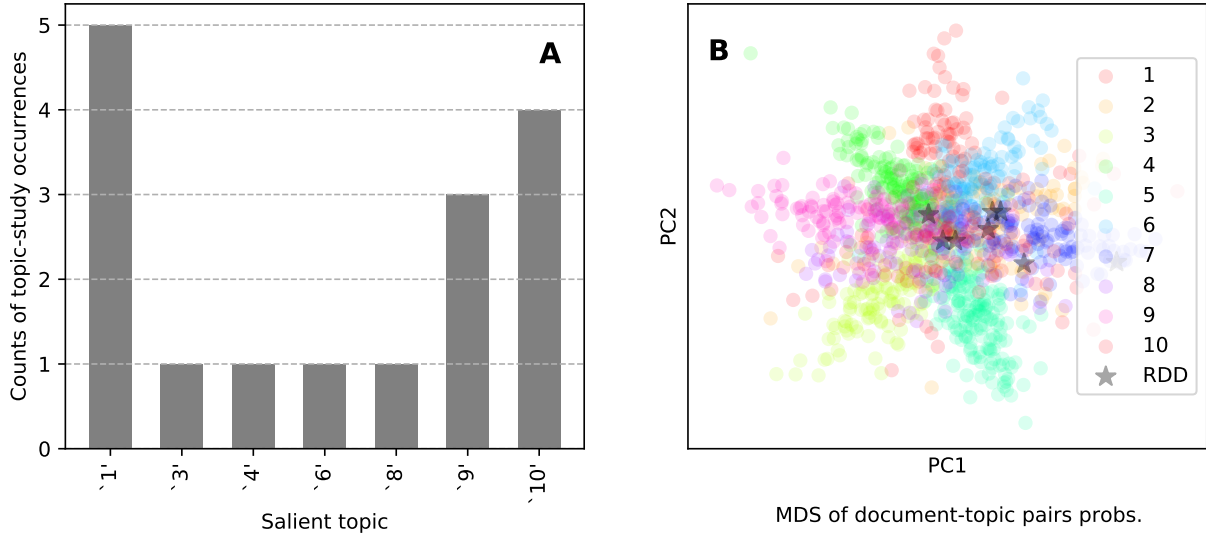 A
Counts of topic-study occurrences
5
4
3
2
1
0
`1'
`3'
`4'
`6'
`8'
`9'
`10'
Salient topic
B
PC2
1
2
3
4
5
6
7
8
9
10
RDD
PC1
MDS of document-topic pairs probs.